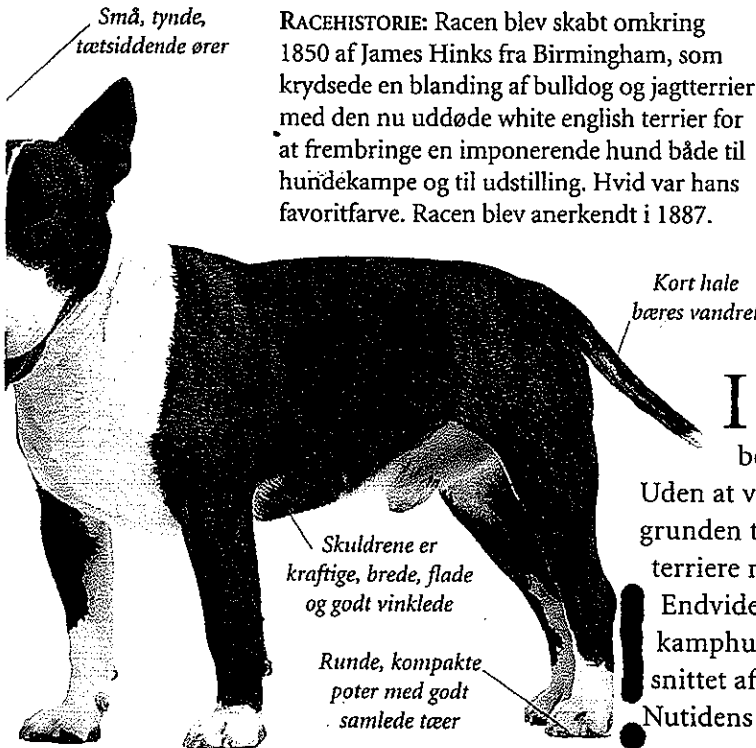 Små, tynde,
tætsiddende ører
RACEHISTORIE: Racen blev skabt omkring
1850 af James Hinks fra Birmingham, som
krydsede en blanding af bulldog og jagtterrier
med den nu uddøde white english terrier for
at frembringe en imponerende hund både til
hundekampe og til udstilling. Hvid var hans
favoritfarve. Racen blev anerkendt i 1887.
Kort hale
bæres
Skuldrene er
kraftige, brede, flade
og godt vinklede
Runde, kompakte
poter med godt
samlede tæer
I
Uden at
grunden
terriere
snittet af
Nutidens